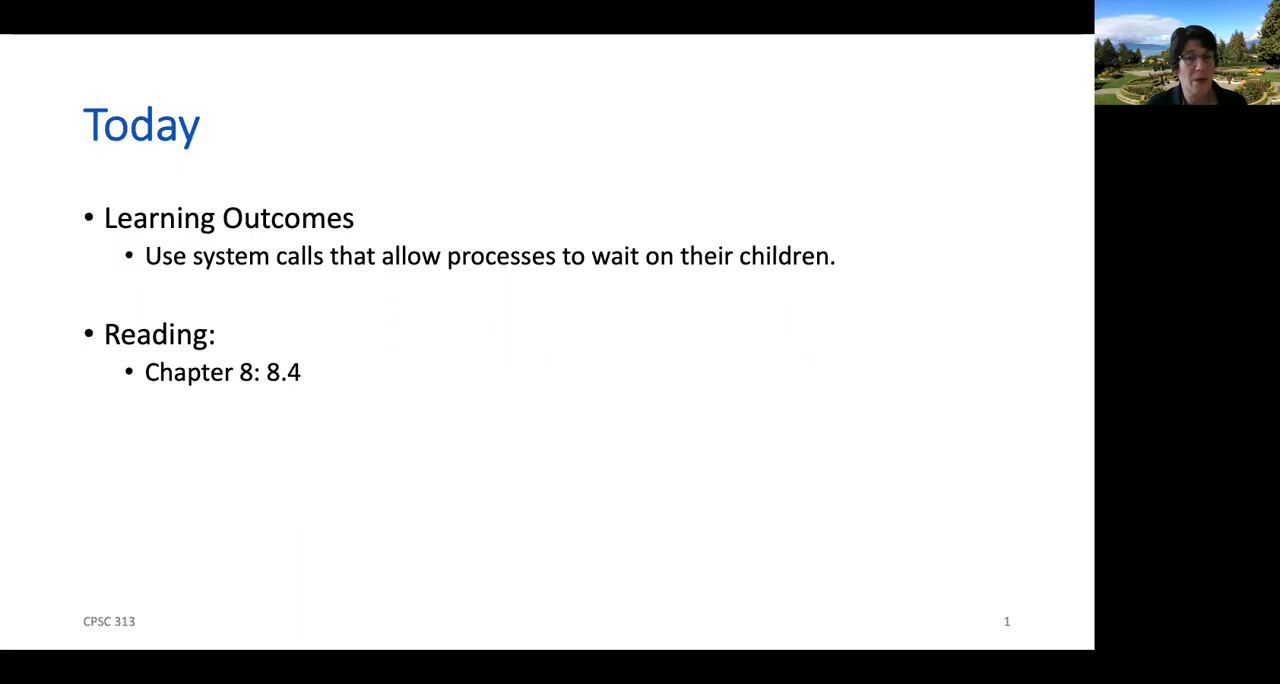 Today
• Learning Outcomes
• Use system calls that allow processes to wait on their children.
• Reading:
• Chapter 8: 8.4
CPSC 313
1